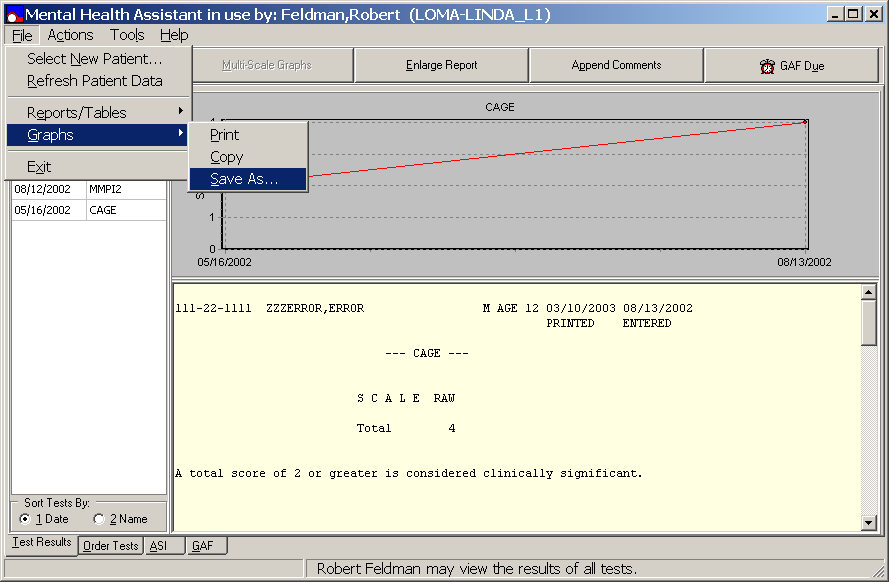 Mental Health Assistant in use by: Feldman,Robert (LOMA-LINDA_L1)
File Actions Tools Help
Select New Patient...
Refresh Patient Data
Reports/Tables
Graphs
Exit
Print
Copy
Save As...
Multi-Scale Graphs Enlarge Report Append Comments GAF Due
CAGE
4
S
1
0
05/16/2002 08/13/2002
08/12/2002 MMPI2
05/16/2002 CAGE
111-22-1111 ZZZERROR,ERROR M AGE 12 03/10/2003 08/13/2002
PRINTED ENTERED
--- CAGE ---
S C A L E RAW
Total 4
A total score of 2 or greater is considered clinically significant.
Sort Tests By:
1 Date 2 Name
Test Results Order Tests ASI GAF
Robert Feldman may view the results of all tests.